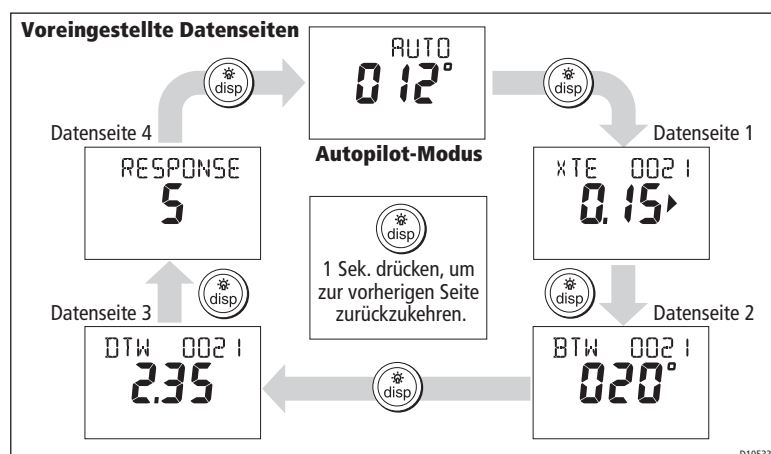 Voreingestellte Datenseiten
AUTO
012°
disp
disp
Autopilot-Modus
Datenseite 4
Datenseite 1
RESPONSE
5
XTE 0021
0.15
disp
1 Sek. drücken, um
zur vorherigen Seite
zurückzukehren.
disp
disp
Datenseite 3
Datenseite 2
DTW 0021
2.35
disp
BTW 0021
020°
D10533